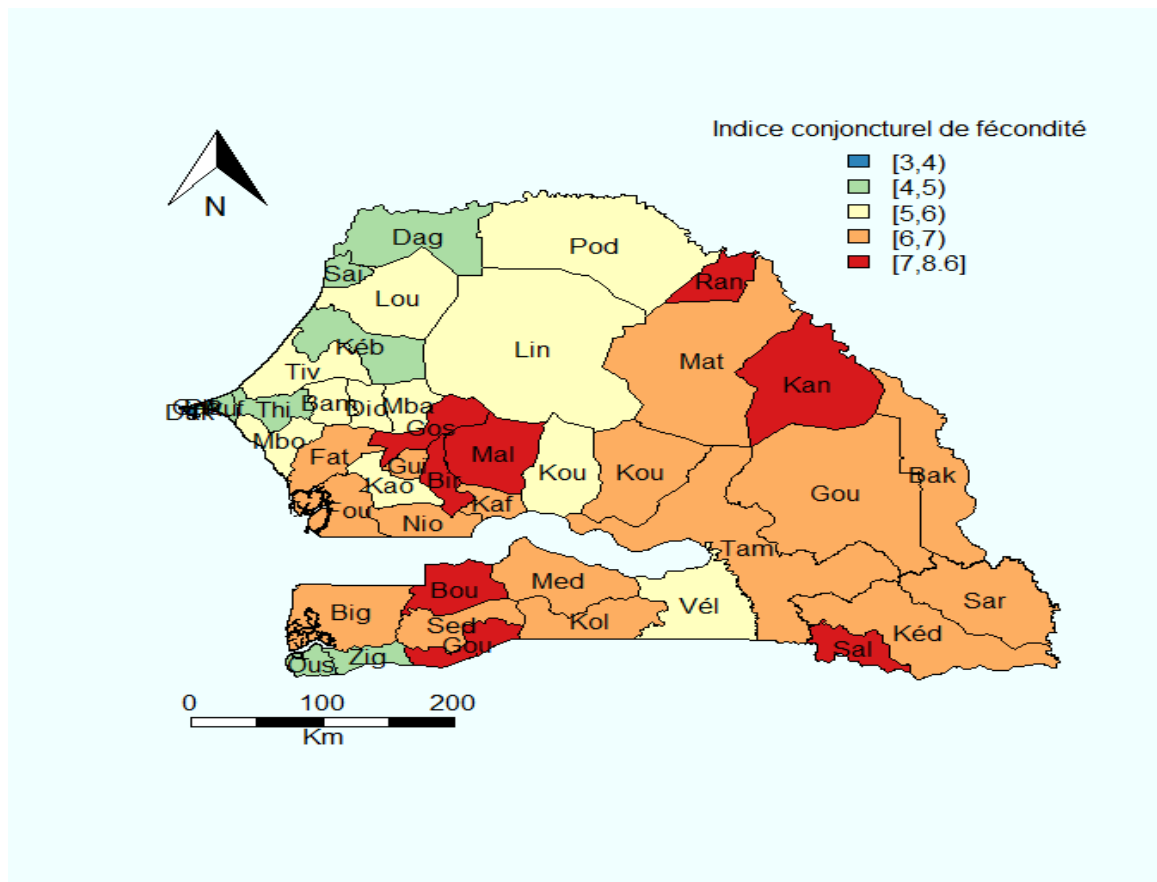 Indice conjoncturel de fécondité
[3,4)
[4,5)
[5,6)
[6,7)
[7,8.6]
N
Dag
Pod
Sai
Ran
Lou
Kéb
Lin
Mat
Tiv
Kan
Thi
Bam
Mba
Mbo
Gos
Fat
Gui
Mal
Kou
Kou
Bir
Kao
Kaf
Gou
Bak
Fou
Nio
Tam
Med
Bou
Vél
Big
Sed
Kol
Sar
Kéd
Gou
Sal
Ous
Zig
0 100 200
Km